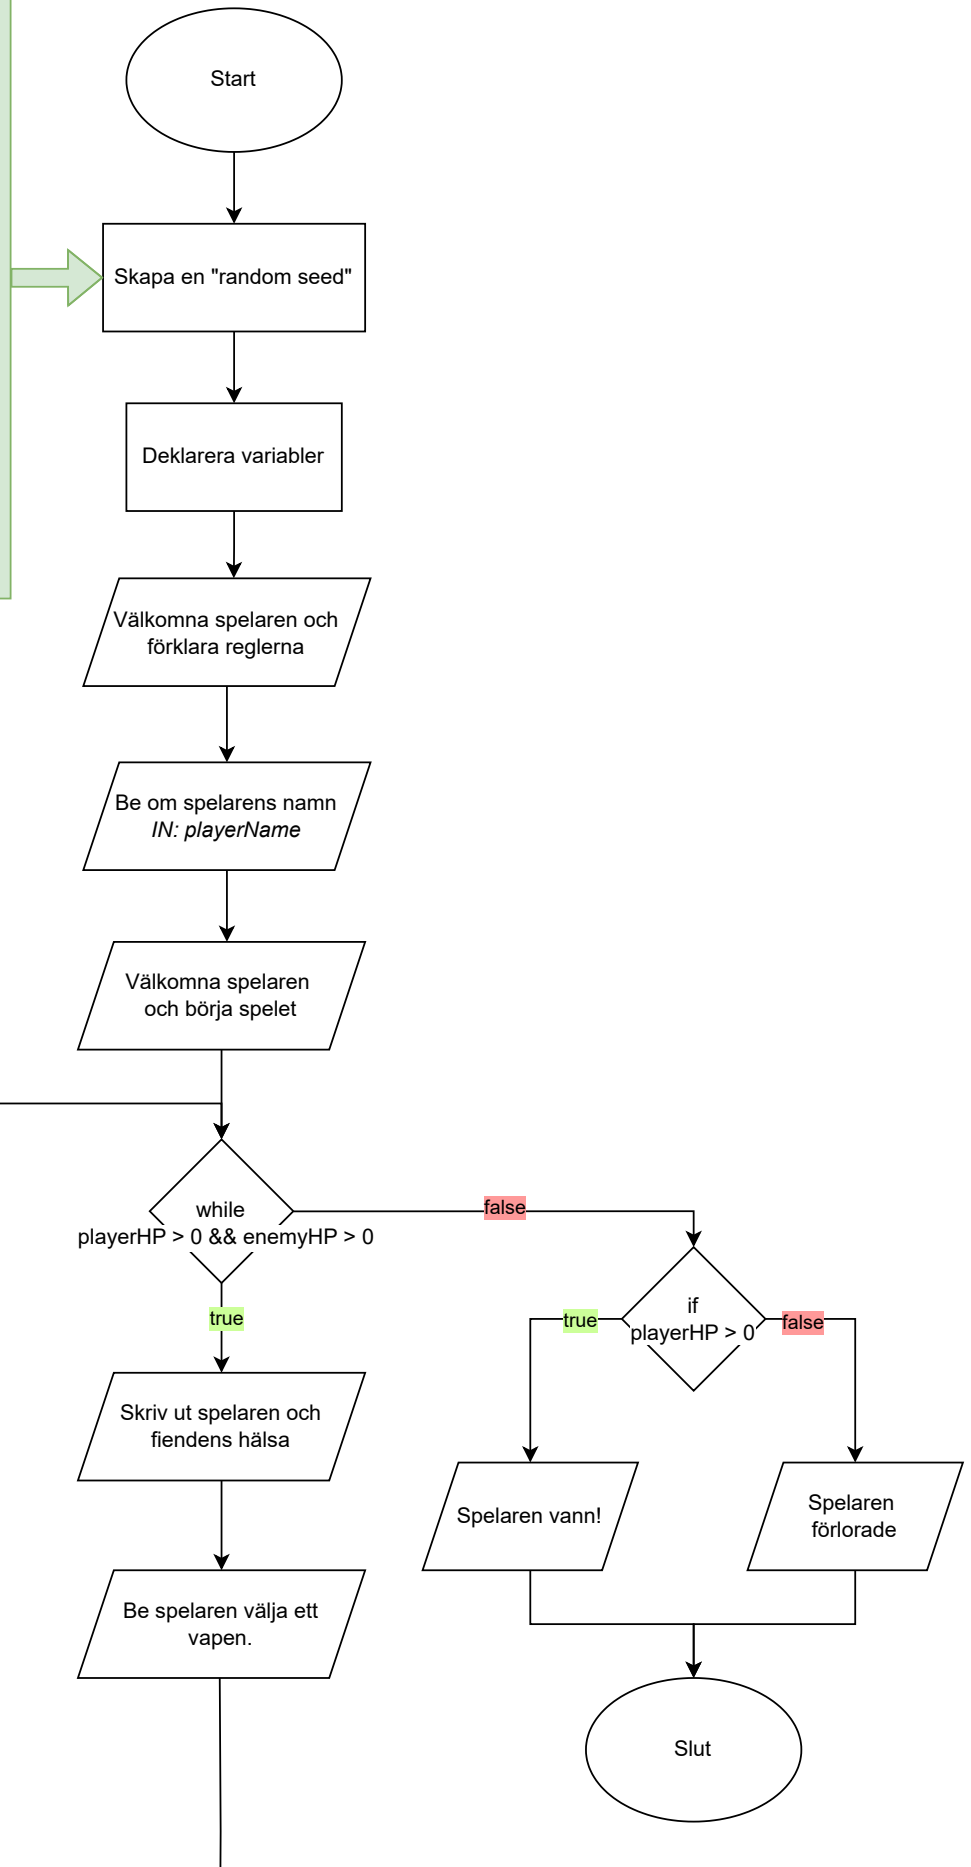 Start
Skapa en "random seed"
Deklarera variabler
Välkomna spelaren och
förklara reglerna
Be om spelarens namn
IN: playerName
Välkomna spelaren
och börja spelet
while
playerHP > 0 && enemyHP > 0
false
true
if
playerHP > 0
true
false
Skriv ut spelaren och
fiendens hälsa
Spelaren vann!
Spelaren
förlorade
Be spelaren välja ett
vapen.
Slut